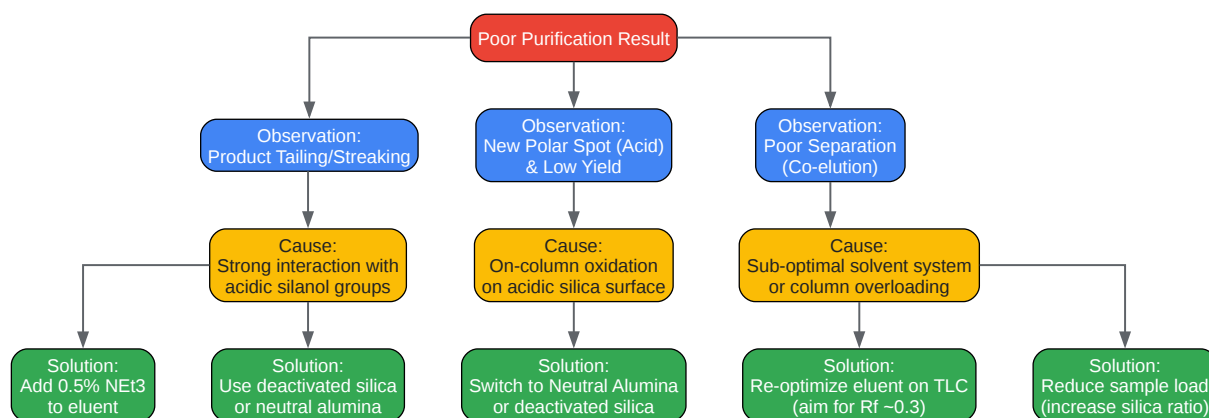 Poor Purification Result
Observation:
Product Tailing/Streaking
Observation:
New Polar Spot (Acid)
& Low Yield
Observation:
Poor Separation
(Co-elution)
Cause:
Strong interaction with
acidic silanol groups
Cause:
On-column oxidation
on acidic silica surface
Cause:
Sub-optimal solvent system
or column overloading
Solution:
Add 0.5% NEt3
to eluent
Solution:
Use deactivated silica
or neutral alumina
Solution:
Switch to Neutral Alumina
or deactivated silica
Solution:
Re-optimize eluent on TLC
(aim for Rf ~0.3)
Solution:
Reduce sample load
(increase silica ratio)